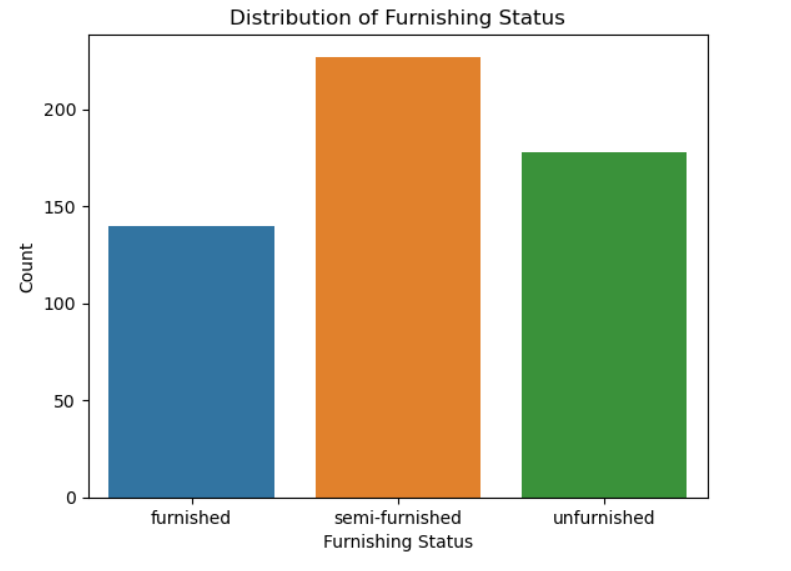 Distribution of Furnishing Status
200
150
100
50
0
Count
furnished semi-furnished unfurnished
Furnishing Status